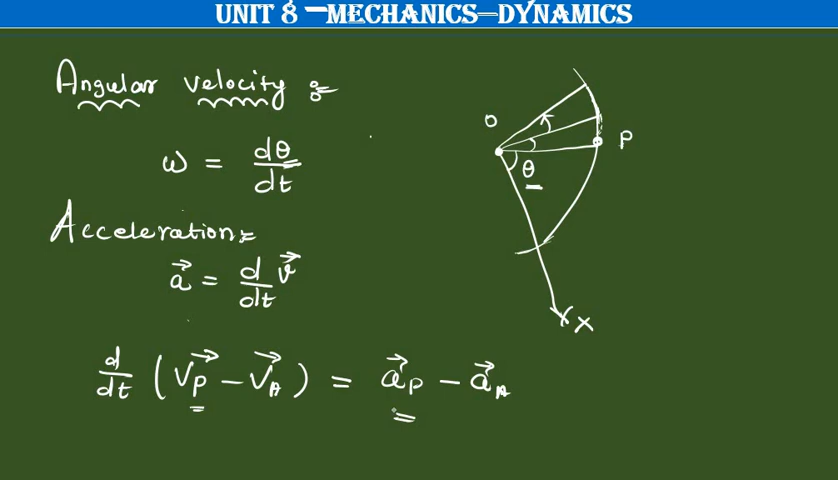 UNIT 8 – MECHANICS–DYNAMICS
Angular velocity :-
ω = dθ/dt
Acceleration :-
a⃗ = d/dt v⃗
d/dt (V⃗P − V⃗A) = a⃗P − a⃗A
O
P
θ
X